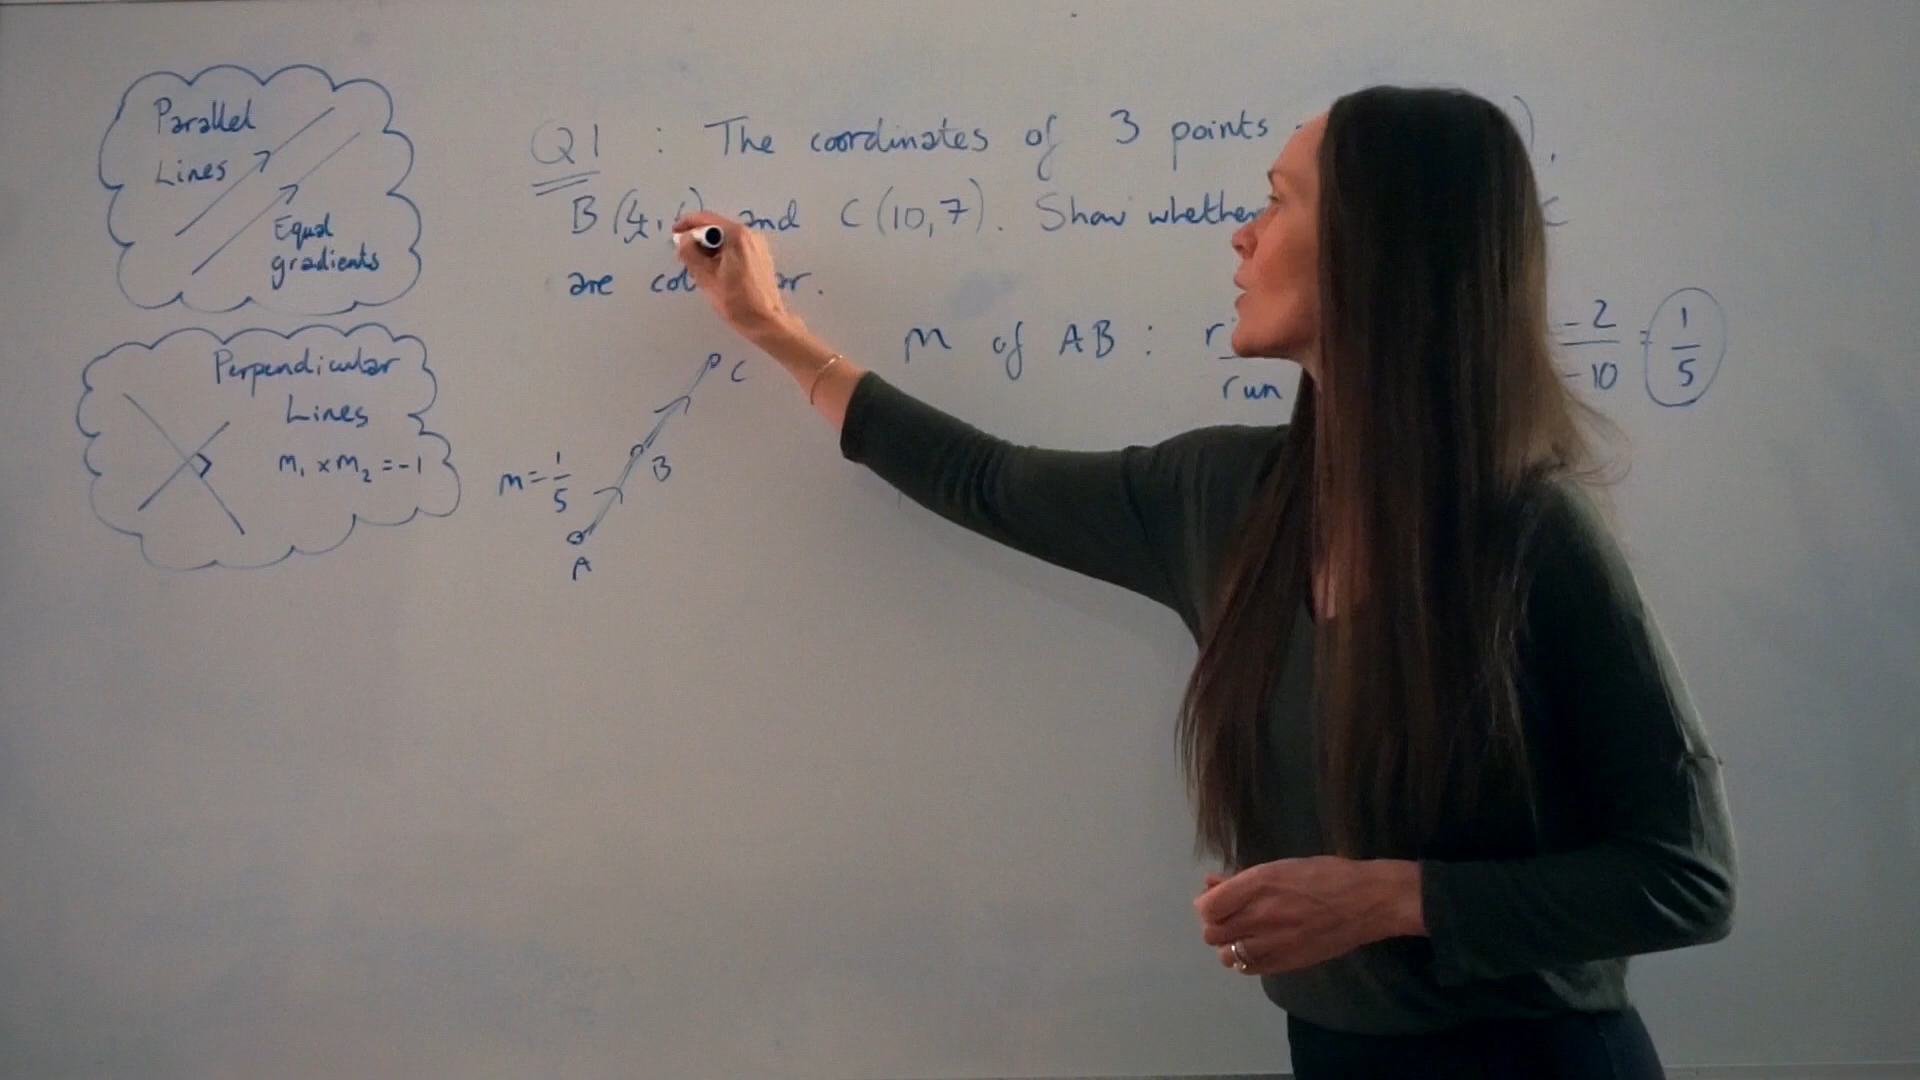 Parallel
Lines
Equal
gradients
Perpendicular
Lines
m₁ × m₂ = -1
Q1 : The coordinates of 3 points
B (4, and C (10,7). Show whether
are
m of AB :
run
-2
-10
= 1/5
m = 1/5
C
B
A